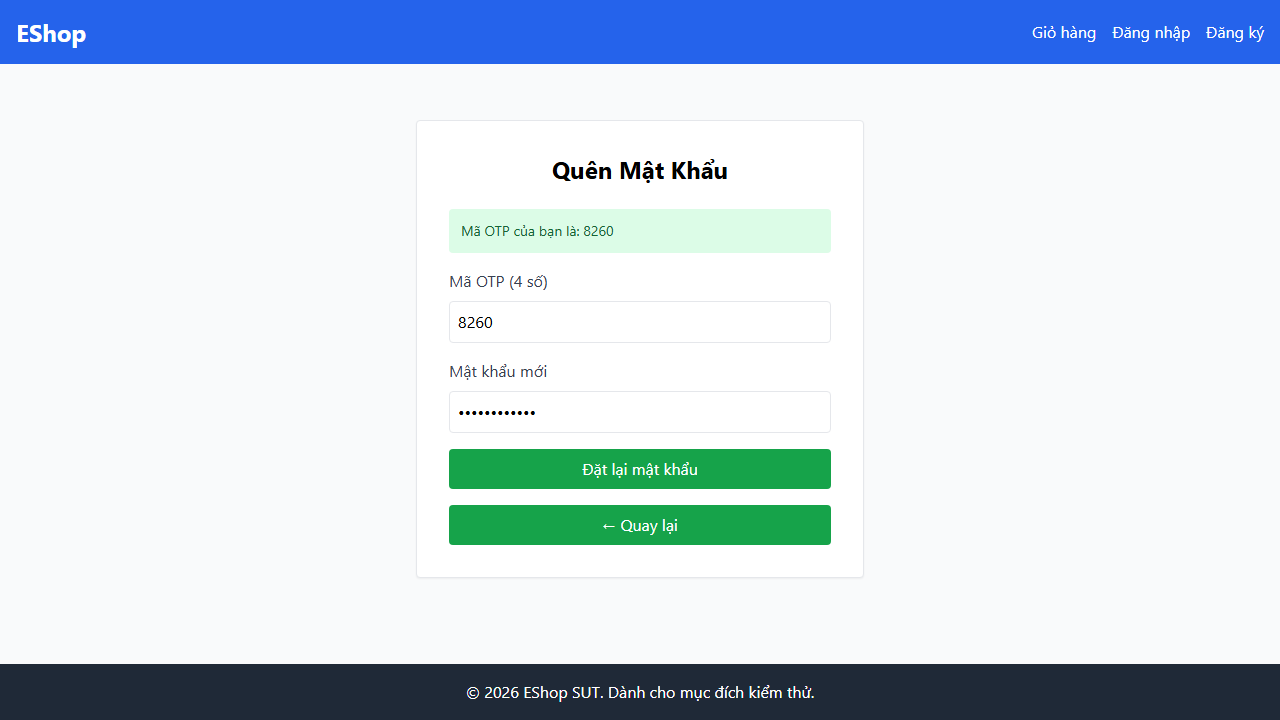 EShop
Giỏ hàng Đăng nhập Đăng ký
Quên Mật Khẩu
Mã OTP của bạn là: 8260
Mã OTP (4 số)
8260
Mật khẩu mới
••••••••••••
Đặt lại mật khẩu
← Quay lại
© 2026 EShop SUT. Dành cho mục đích kiểm thử.